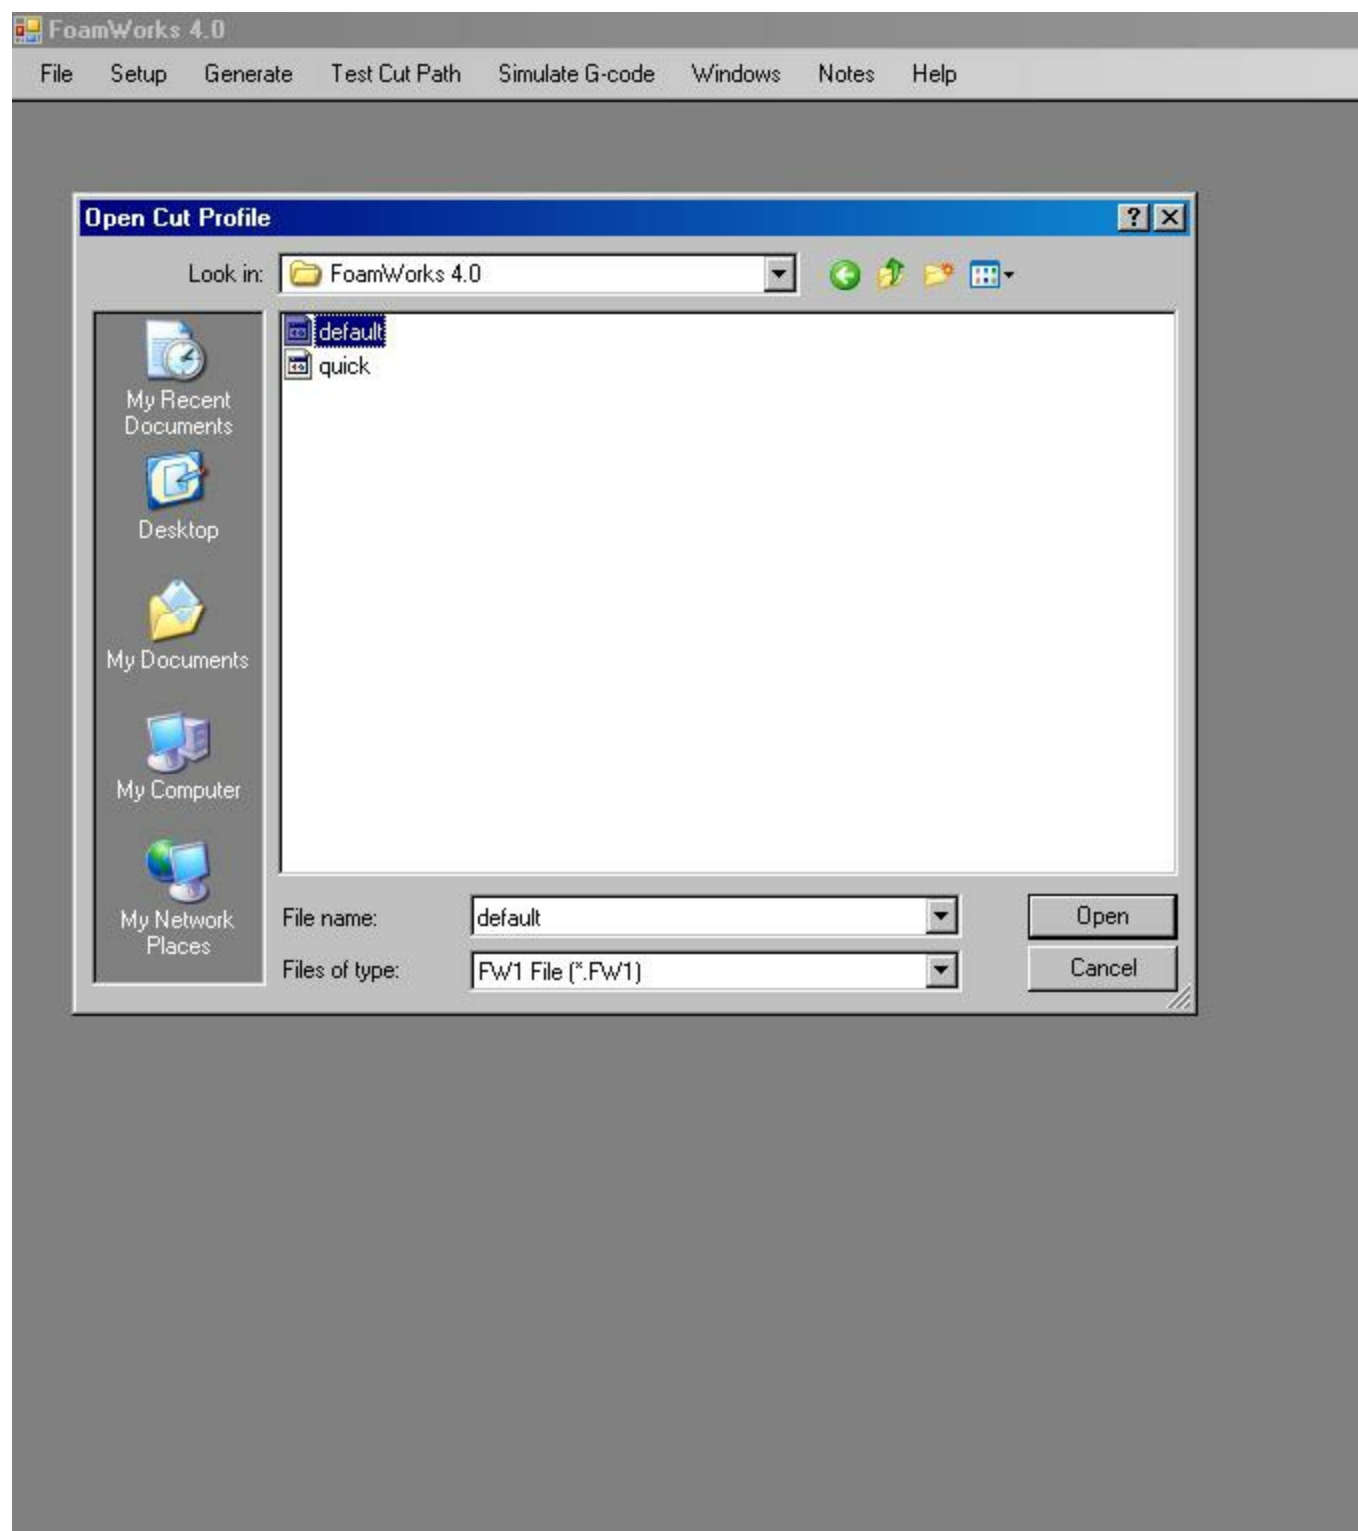 FoamWorks 4.0
File Setup Generate Test Cut Path Simulate G-code Windows Notes Help
Open Cut Profile
Look in: FoamWorks 4.0
default
quick
My Recent
Documents
Desktop
My Documents
My Computer
My Network
Places
File name: default Open
Files of type: FW1 File (*.FW1) Cancel